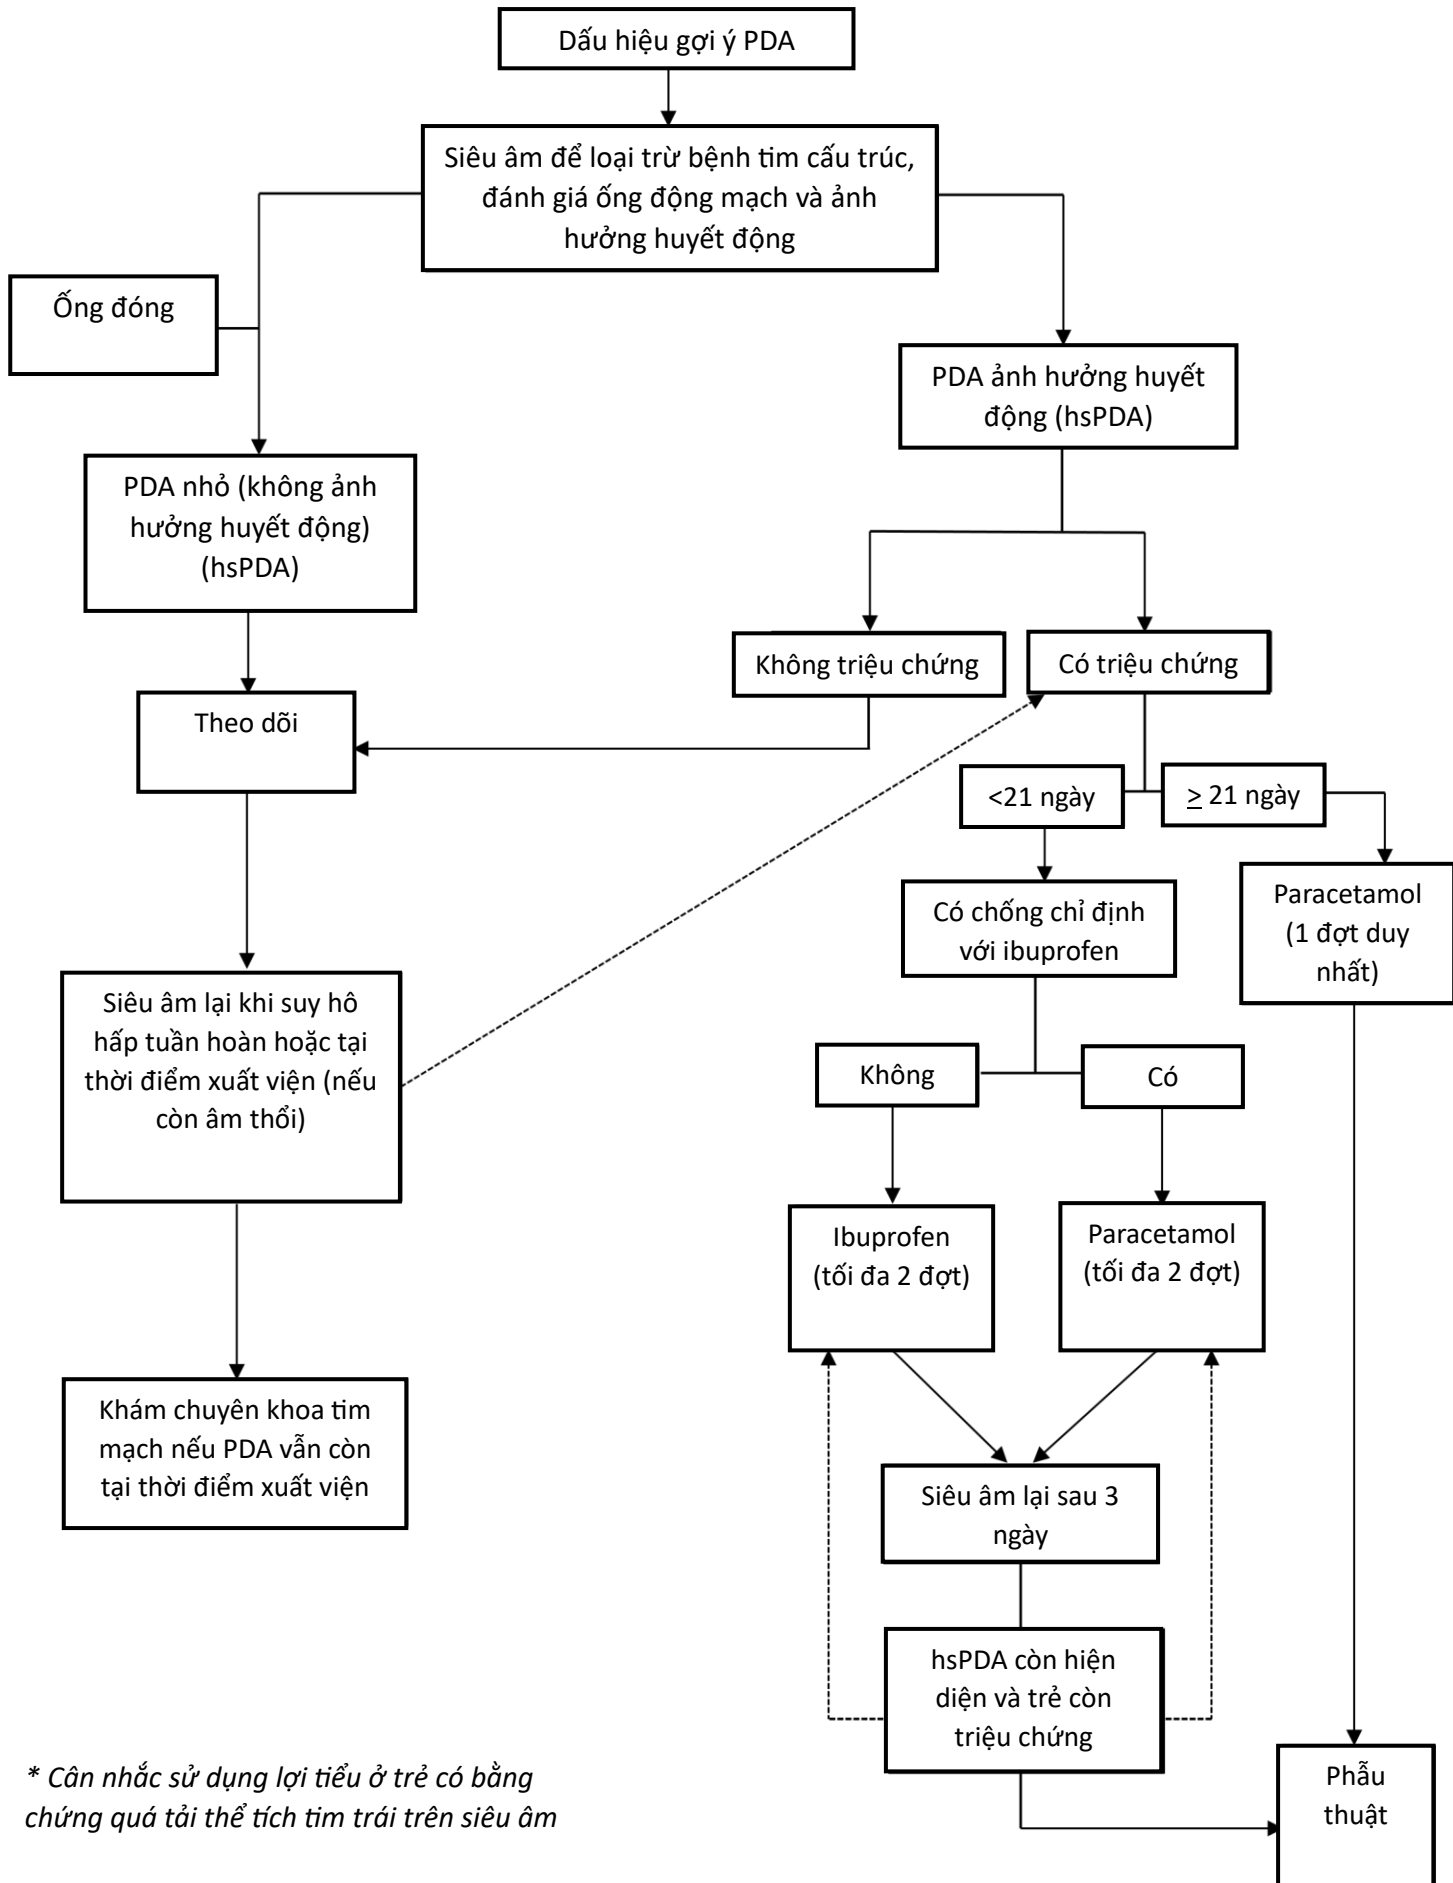 Dấu hiệu gợi ý PDA
Siêu âm để loại trừ bệnh tim cấu trúc,
đánh giá ống động mạch và ảnh
hưởng huyết động
Ống đóng
PDA ảnh hưởng huyết
động (hsPDA)
PDA nhỏ (không ảnh
hưởng huyết động)
(hsPDA)
Không triệu chứng
Có triệu chứng
Theo dõi
<21 ngày
≥ 21 ngày
Có chống chỉ định
với ibuprofen
Paracetamol
(1 đợt duy
nhất)
Siêu âm lại khi suy hô
hấp tuần hoàn hoặc tại
thời điểm xuất viện (nếu
còn âm thổi)
Không
Có
Ibuprofen
(tối đa 2 đợt)
Paracetamol
(tối đa 2 đợt)
Khám chuyên khoa tim
mạch nếu PDA vẫn còn
tại thời điểm xuất viện
Siêu âm lại sau 3
ngày
hsPDA còn hiện
diện và trẻ còn
triệu chứng
Phẫu
thuật
* Cân nhắc sử dụng lợi tiểu ở trẻ có bằng
chứng quá tải thể tích tim trái trên siêu âm